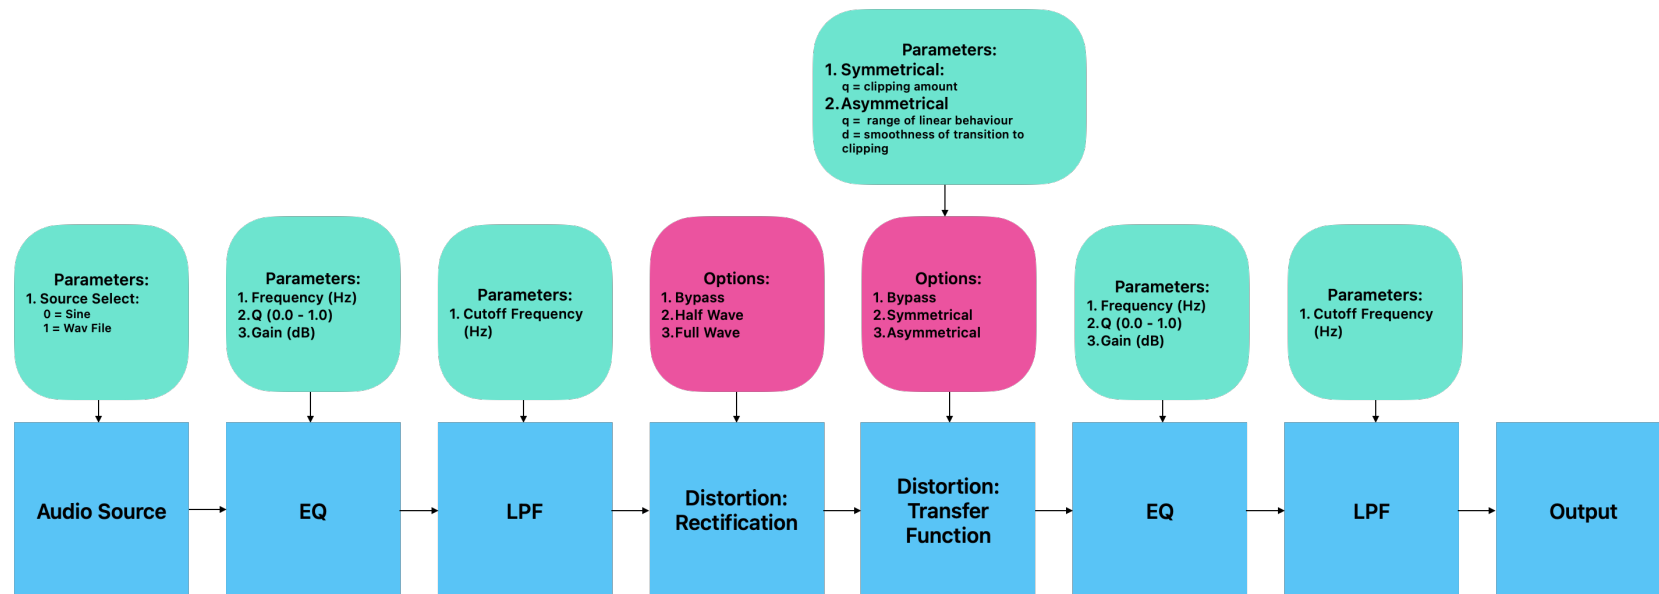 Parameters:
1. Symmetrical:
q = clipping amount
2. Asymmetrical
q = range of linear behaviour
d = smoothness of transition to
clipping
Parameters:
1. Source Select:
0 = Sine
1 = Wav File
Parameters:
1. Frequency (Hz)
2. Q (0.0 - 1.0)
3. Gain (dB)
Parameters:
1. Cutoff Frequency
(Hz)
Options:
1. Bypass
2. Half Wave
3. Full Wave
Options:
1. Bypass
2. Symmetrical
3. Asymmetrical
Parameters:
1. Frequency (Hz)
2. Q (0.0 - 1.0)
3. Gain (dB)
Parameters:
1. Cutoff Frequency
(Hz)
Audio Source
EQ
LPF
Distortion:
Rectification
Distortion:
Transfer
Function
EQ
LPF
Output